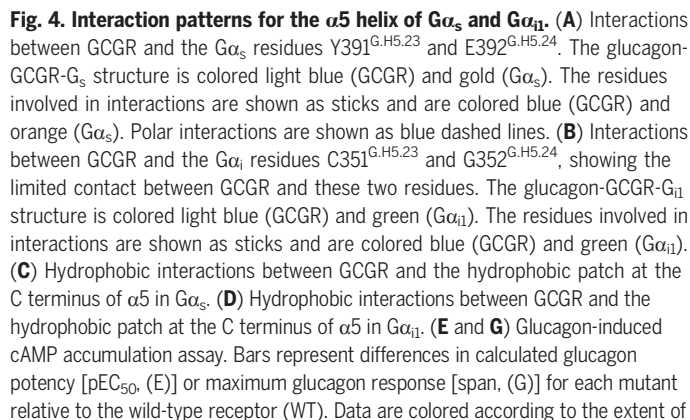 Fig. 4. Interaction patterns for the α5 helix of Gαs and Gαi1. (A) Interactions
between GCGR and the Gαs residues Y391G.H5.23 and E392G.H5.24. The glucagon-
GCGR-Gs structure is colored light blue (GCGR) and gold (Gαs). The residues
involved in interactions are shown as sticks and are colored blue (GCGR) and
orange (Gαs). Polar interactions are shown as blue dashed lines. (B) Interactions
between GCGR and the Gαi residues C351G.H5.23 and G352G.H5.24, showing the
limited contact between GCGR and these two residues. The glucagon-GCGR-Gi1
structure is colored light blue (GCGR) and green (Gαi1). The residues involved in
interactions are shown as sticks and are colored blue (GCGR) and green (Gαi1).
(C) Hydrophobic interactions between GCGR and the hydrophobic patch at the
C terminus of α5 in Gαs. (D) Hydrophobic interactions between GCGR and the
hydrophobic patch at the C terminus of α5 in Gαi1. (E and G) Glucagon-induced
cAMP accumulation assay. Bars represent differences in calculated glucagon
potency [pEC50, (E)] or maximum glucagon response [span, (G)] for each mutant
relative to the wild-type receptor (WT). Data are colored according to the extent of